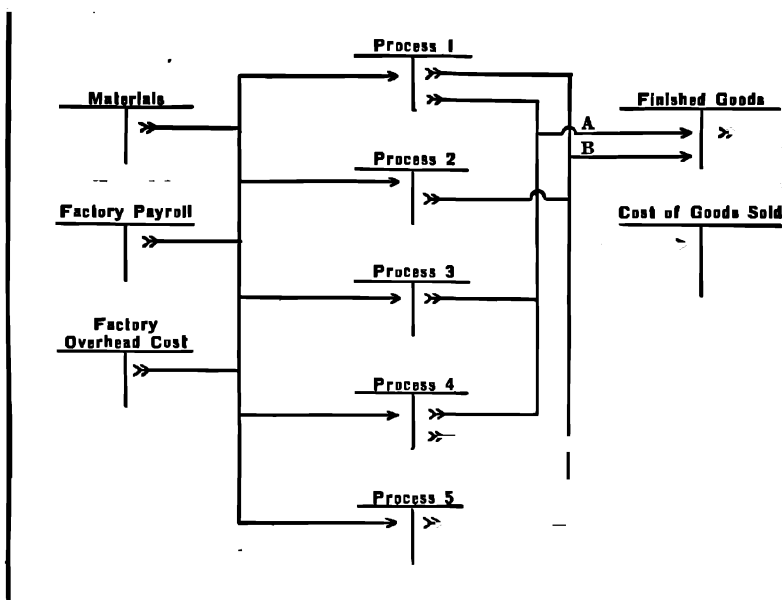 Process 1
Materials
Finished Goods
A
B
Process 2
Factory Payroll
Cost of Goods Sold
Process 3
Factory
Overhead Cost
Process 4
Process 5